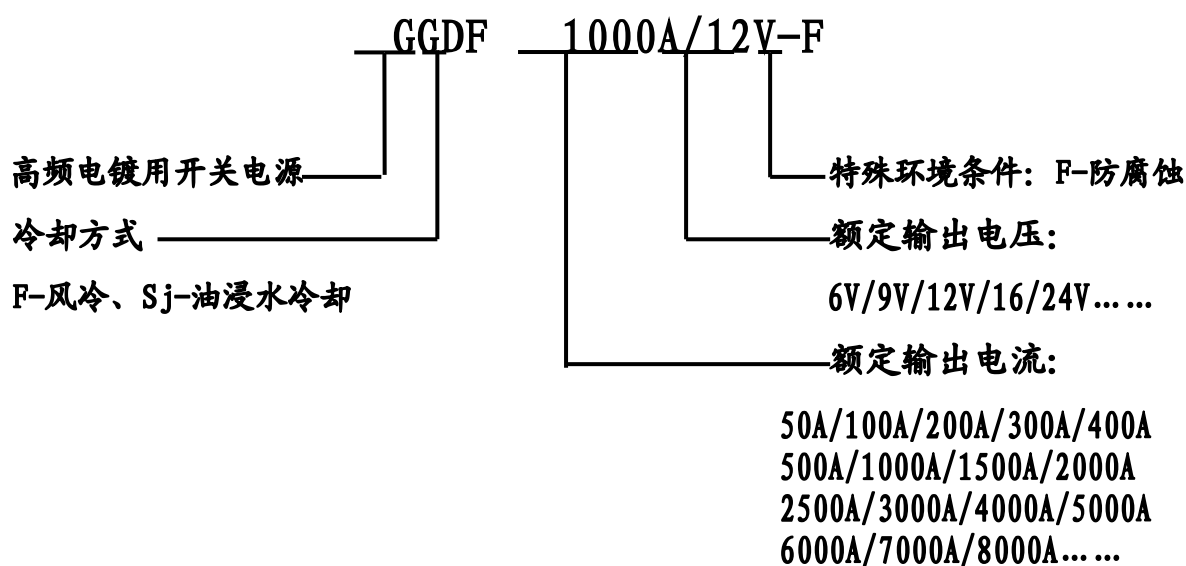 GGDF 1000A/12V-F
高频电镀用开关电源
特殊环境条件：F-防腐蚀
冷却方式
额定输出电压：
F-风冷、Sj-油浸水冷却
6V/9V/12V/16/24V……
额定输出电流：
50A/100A/200A/300A/400A
500A/1000A/1500A/2000A
2500A/3000A/4000A/5000A
6000A/7000A/8000A……